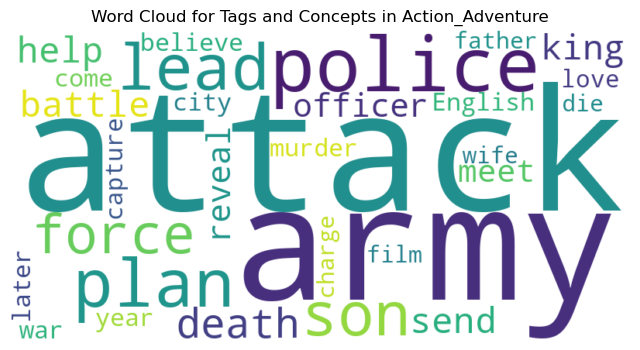 Word Cloud for Tags and Concepts in Action_Adventure
help
believe
lead
police
father
king
come
love
battle
city
officer
English
die
attack
capture
reveal
murder
wife
meet
force
army
charge
film
later
plan
son
send
war
year
death